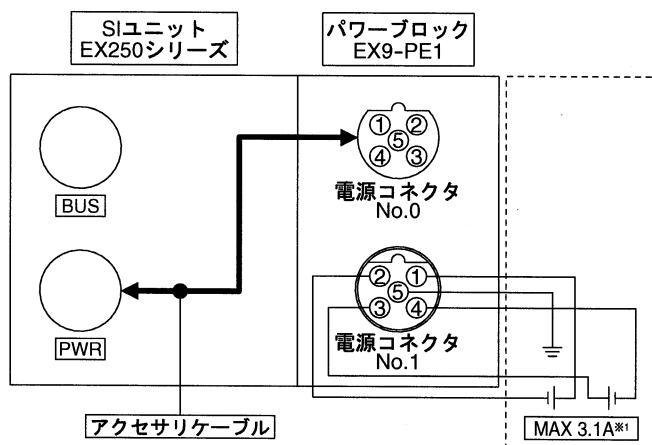 SIユニット
EX250シリーズ
パワーブロック
EX9-PE1
① ②
⑤
④ ③
BUS
電源コネクタ
No.0
② ①
⑤
③ ④
PWR
電源コネクタ
No.1
アクセサリケーブル
MAX 3.1A※1